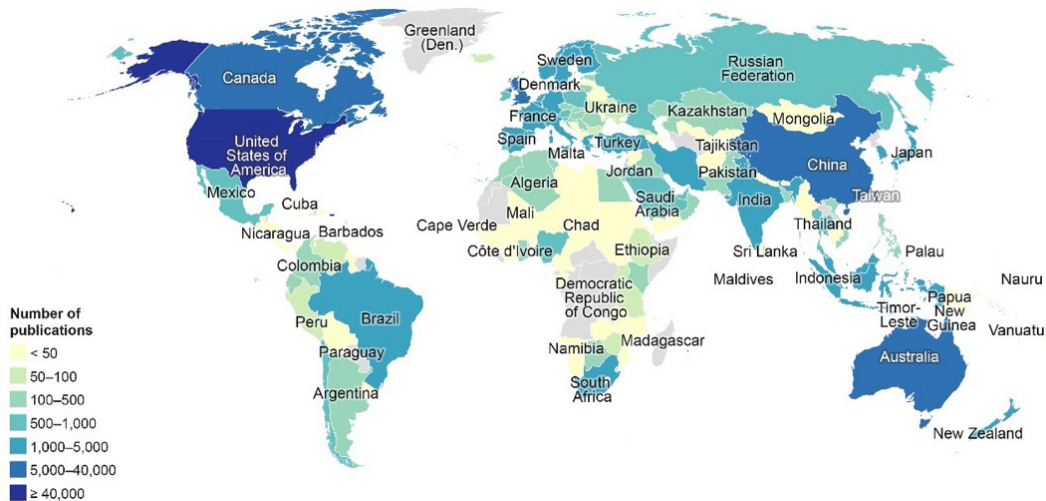 Greenland
(Den.)
Sweden
Russian
Federation
Canada
Denmark
Ukraine
Kazakhstan
Mongolia
France
United
States of
America
Spain
Turkey
Tajikistan
Malta
China
Japan
Jordan
Pakistan
Algeria
Mexico
Saudi
Arabia
India
Taiwan
Cuba
Mali
Cape Verde
Chad
Thailand
Nicaragua
Barbados
Côte d'Ivoire
Ethiopia
Sri Lanka
Palau
Colombia
Maldives
Indonesia
Nauru
Democratic
Republic
of Congo
Papua
New
Guinea
Timor-
Leste
Vanuatu
Peru
Brazil
Madagascar
Paraguay
Namibia
Australia
Argentina
South
Africa
New Zealand
Number of
publications
< 50
50–100
100–500
500–1,000
1,000–5,000
5,000–40,000
≥ 40,000